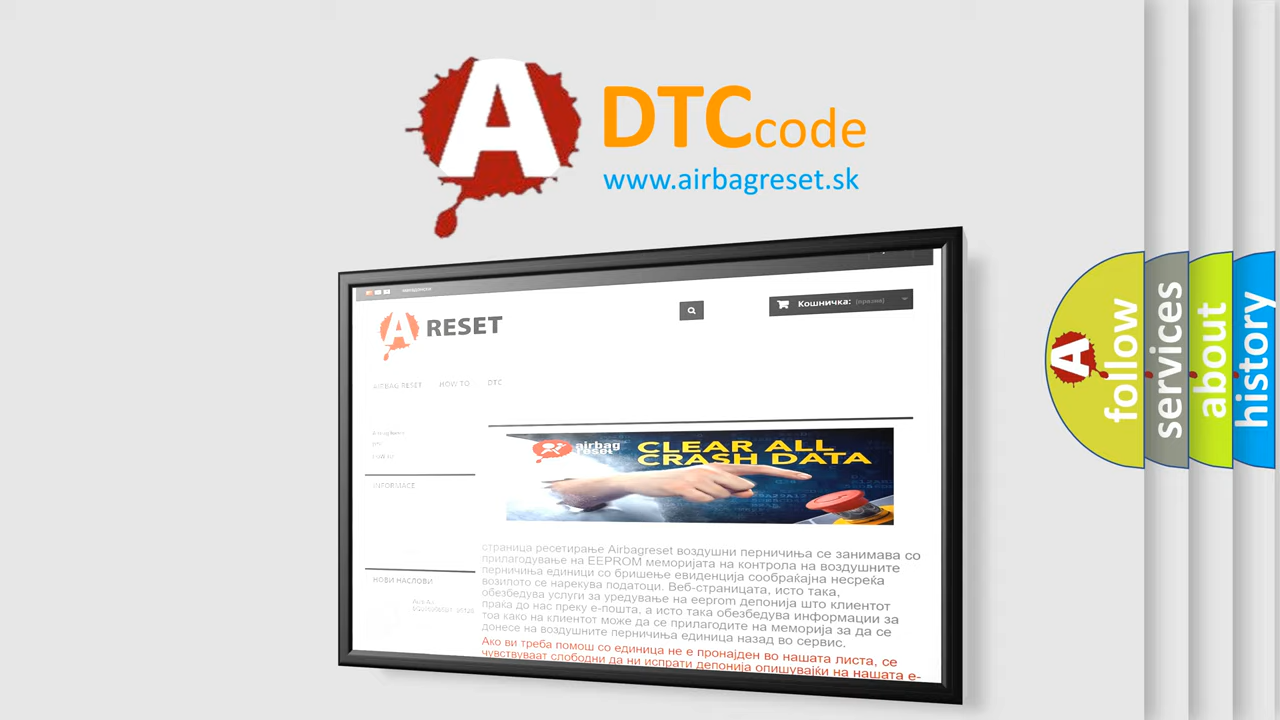 A DTCcode
www.airbagreset.sk
A RESET
Кошничка: (празна)
AIRBAG RESET HOW TO DTC
INFORMACE
airbag
reset
CLEAR ALL
CRASH DATA
страница ресетирање Airbagreset воздушни перничиња се занимава со
прилагодување на EEPROM меморијата на контрола на воздушните
перничиња единици со бришење евиденција сообраќајна несреќа
возилото се нарекува податоци. Веб-страницата, исто така,
обезбедува услуги за уредување на eeprom депонија што клиентот
праќа до нас преку е-пошта, а исто така обезбедува информации за
тоа како на клиентот може да се прилагодите на меморија за да се
донесе на воздушните перничиња единица назад во сервис.
Ако ви треба помош со единица не е пронајден во нашата листа, се
чувствуваат слободни да ни испрати депонија опишувајќи на нашата е-
НОВИ НАСЛОВИ
A
follow
services
about
history